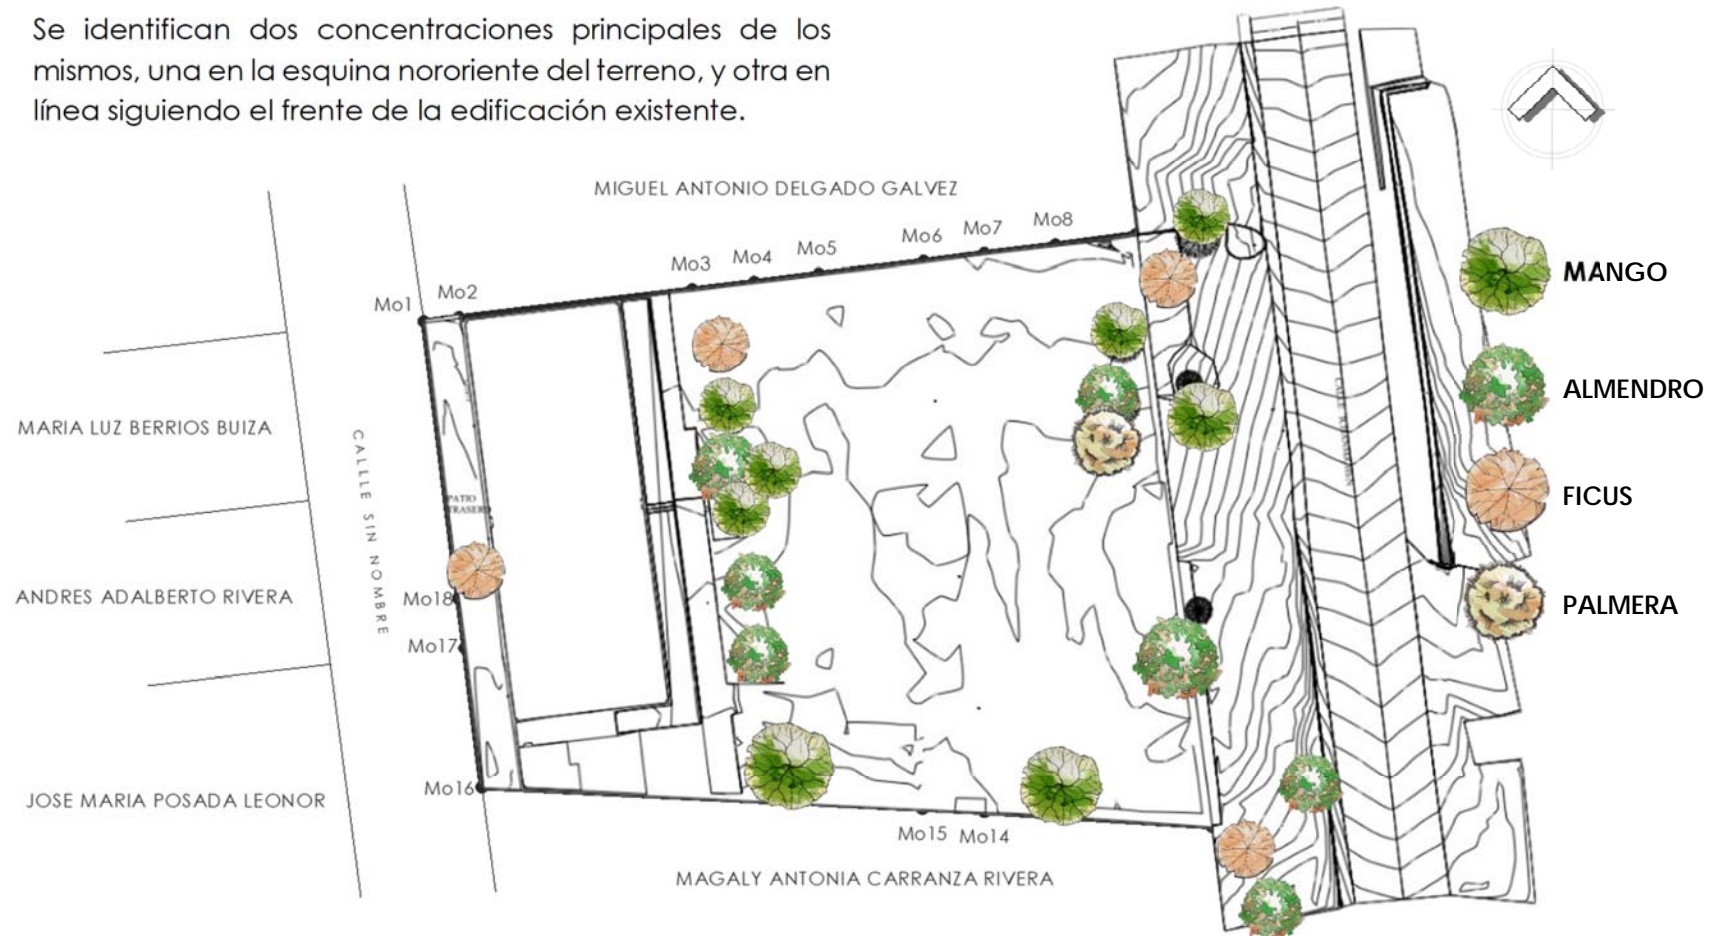 Se identifican dos concentraciones principales de los
mismos, una en la esquina nororiente del terreno, y otra en
línea siguiendo el frente de la edificación existente.
MIGUEL ANTONIO DELGADO GALVEZ
Mo1
Mo2
Mo3
Mo4
Mo5
Mo6
Mo7
Mo8
MANGO
ALMENDRO
FICUS
PALMERA
MARIA LUZ BERRIOS BUIZA
CALLLE SIN NOMBRE
PATIO
TRASERO
ANDRES ADALBERTO RIVERA
Mo18
Mo17
JOSE MARIA POSADA LEONOR
Mo16
Mo15
Mo14
MAGALY ANTONIA CARRANZA RIVERA